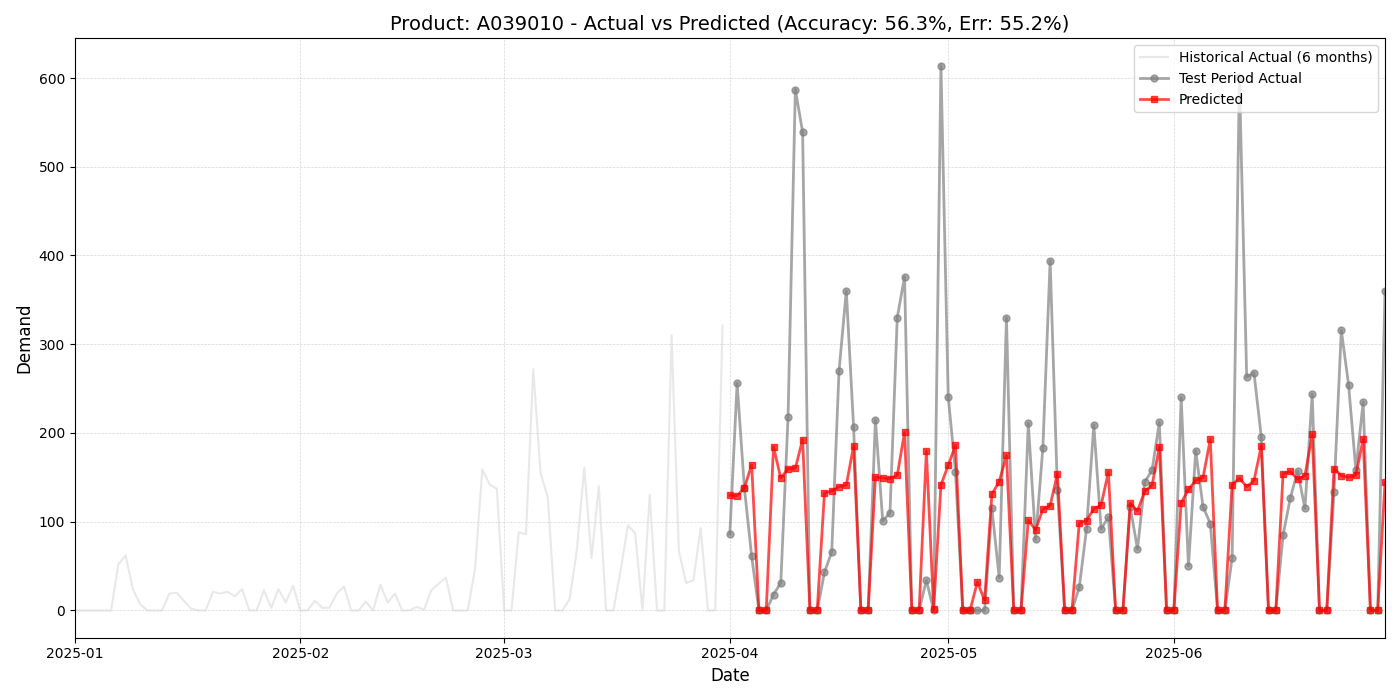 Product: A039010 - Actual vs Predicted (Accuracy: 56.3%, Err: 55.2%)
Historical Actual (6 months)
Test Period Actual
Predicted
600
500
400
300
200
100
0
Demand
2025-01
2025-02
2025-03
2025-04
2025-05
2025-06
Date